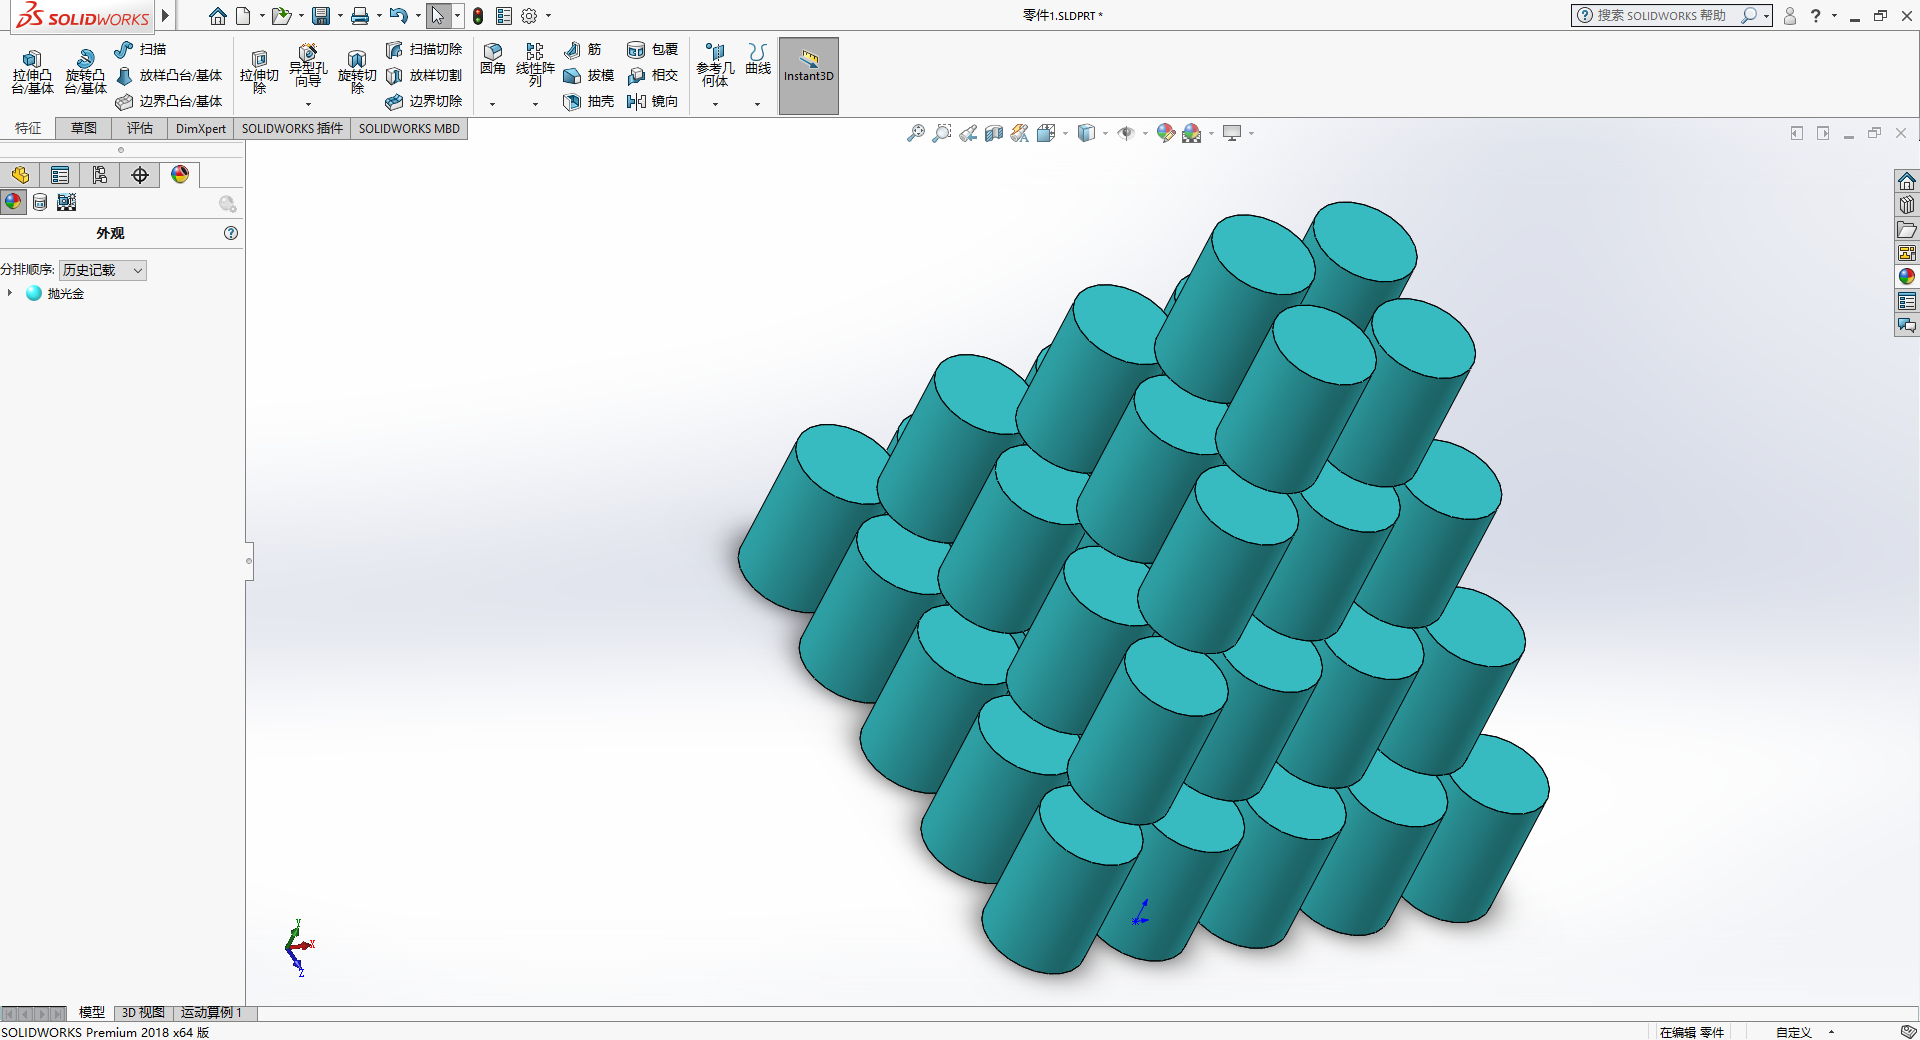 SOLIDWORKS
零件1.SLDPRT *
搜索 SOLIDWORKS 帮助
拉伸凸台/基体
旋转凸台/基体
扫描
放样凸台/基体
边界凸台/基体
拉伸切除
异型孔向导
旋转切除
扫描切除
放样切割
边界切除
圆角
线性阵列
筋
拔模
抽壳
包覆
相交
镜向
参考几何体
曲线
Instant3D
特征
草图
评估
DimXpert
SOLIDWORKS 插件
SOLIDWORKS MBD
外观
分排顺序:
历史记载
抛光金
Y
X
Z
模型
3D 视图
运动算例 1
SOLIDWORKS Premium 2018 x64 版
在编辑 零件
自定义